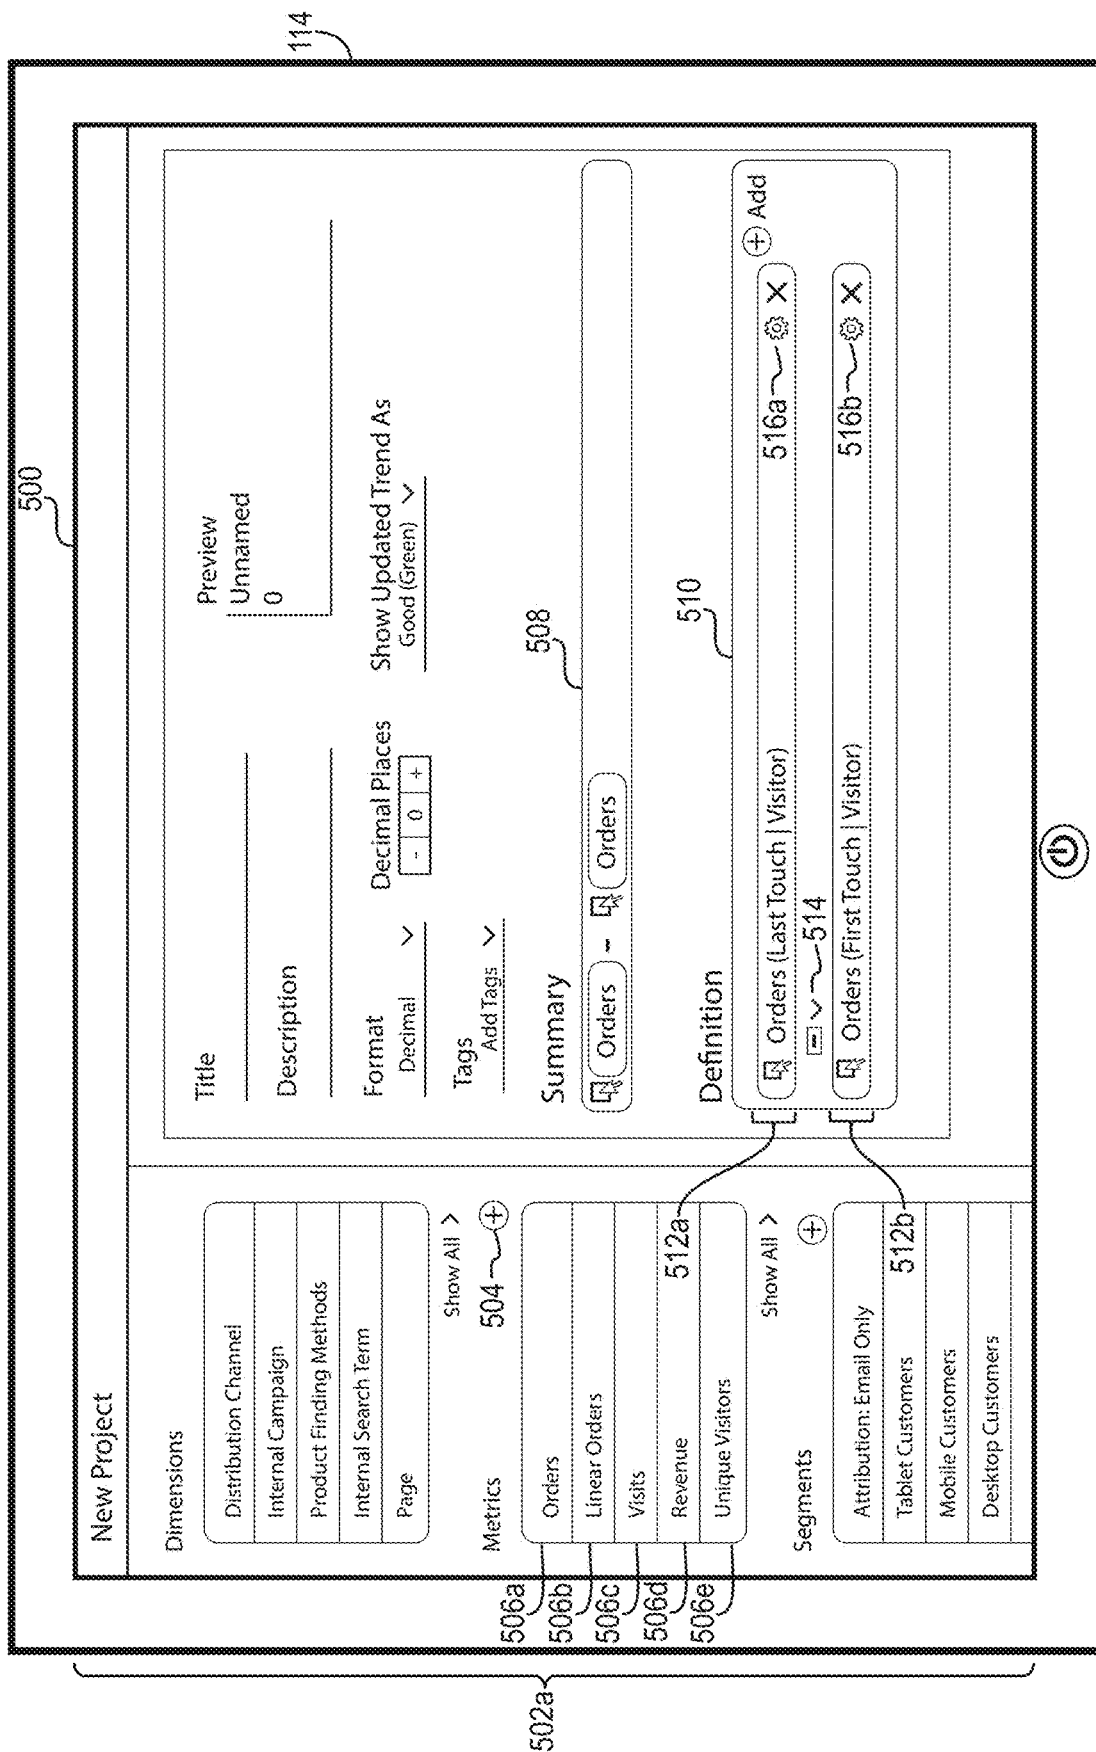 114
500
502a
New Project
Dimensions
Distribution Channel
Internal Campaign
Product Finding Methods
Internal Search Term
Page
Show All >
Metrics
504
506a
506b
506c
506d
506e
Orders
Linear Orders
Visits
Revenue
Unique Visitors
Show All >
Segments
Attribution: Email Only
Tablet Customers
Mobile Customers
Desktop Customers
Title
Preview
Unnamed
0
Description
Format
Decimal Places
Show Updated Trend As
Decimal
- 0 +
Good (Green)
Tags
Add Tags
Summary
508
Orders - Orders
Definition
510
+ Add
512a
Orders (Last Touch | Visitor)
516a
X
514
512b
Orders (First Touch | Visitor)
516b
X